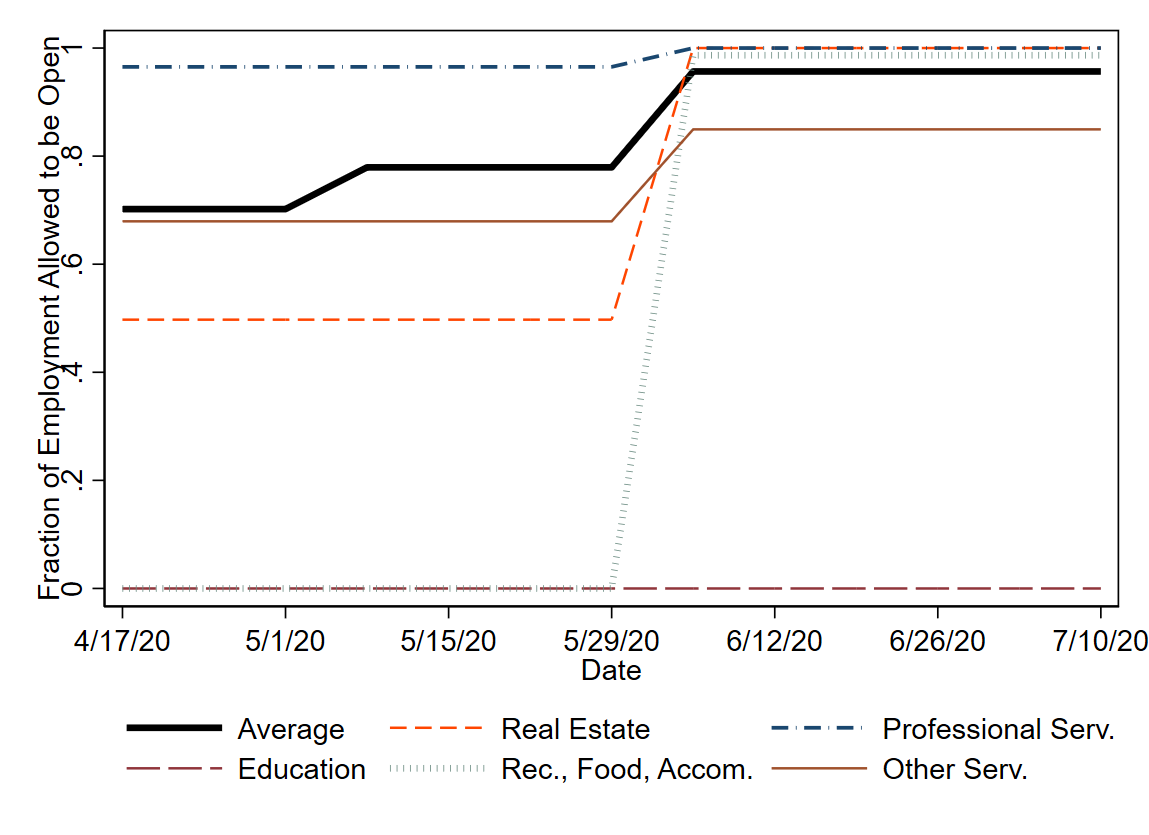 Fraction of Employment Allowed to be Open
1
.8
.6
.4
.2
0
4/17/20 5/1/20 5/15/20 5/29/20 6/12/20 6/26/20 7/10/20
Date
Average Real Estate Professional Serv.
Education Rec., Food, Accom. Other Serv.